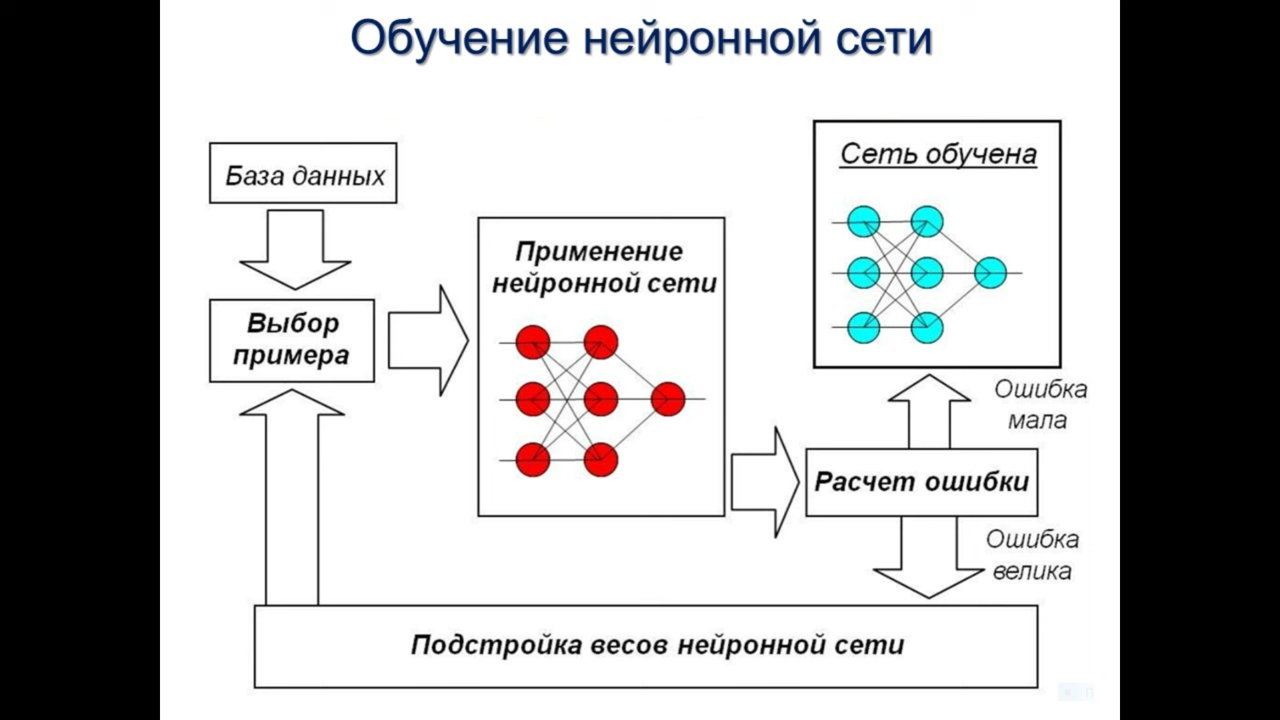 Обучение нейронной сети
База данных
Выбор
примера
Применение
нейронной сети
Сеть обучена
Ошибка
мала
Расчет ошибки
Ошибка
велика
Подстройка весов нейронной сети